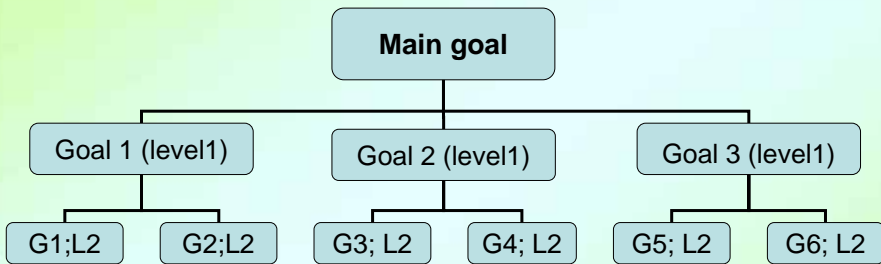 Main goal
Goal 1 (level1)
Goal 2 (level1)
Goal 3 (level1)
G1;L2
G2;L2
G3; L2
G4; L2
G5; L2
G6; L2